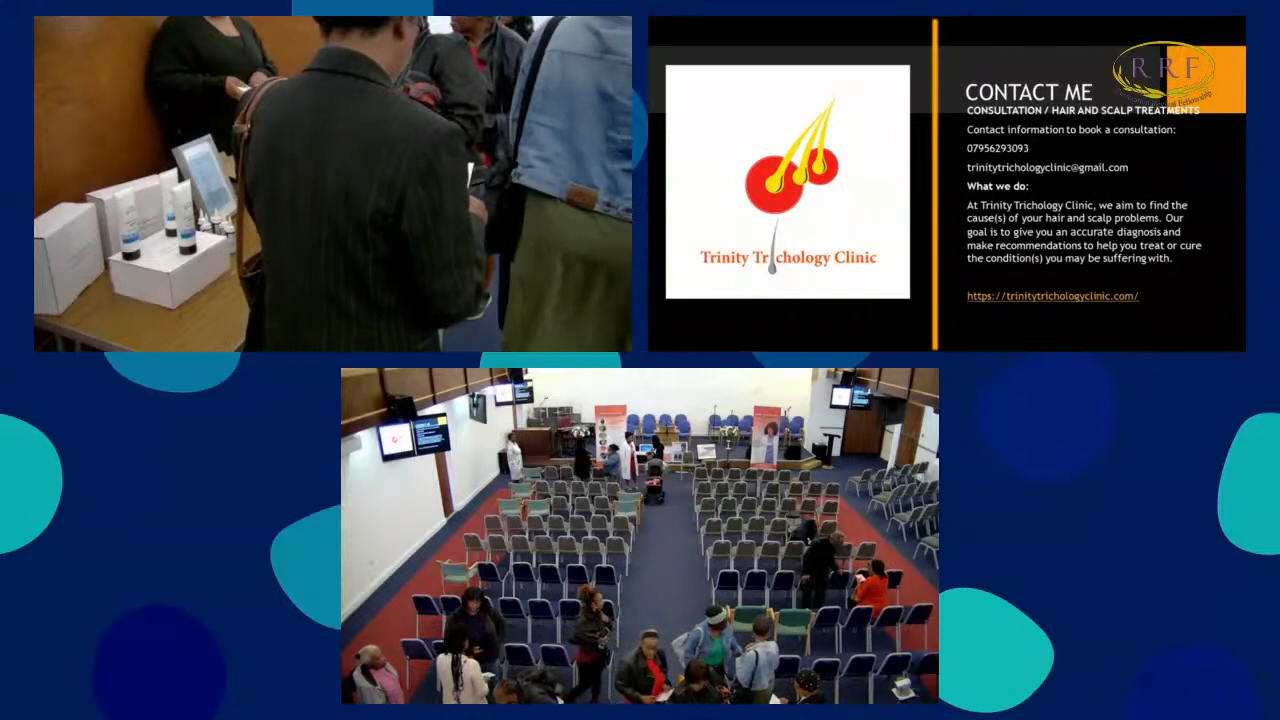 RRF
CONTACT ME
CONSULTATION / HAIR AND SCALP TREATMENTS
Contact information to book a consultation:
07956293093
trinitytrichologyclinic@gmail.com
What we do:
At Trinity Trichology Clinic, we aim to find the
cause(s) of your hair and scalp problems. Our
goal is to give you an accurate diagnosis and
make recommendations to help you treat or cure
the condition(s) you may be suffering with.
https://trinitytrichologyclinic.com/
Trinity Trichology Clinic